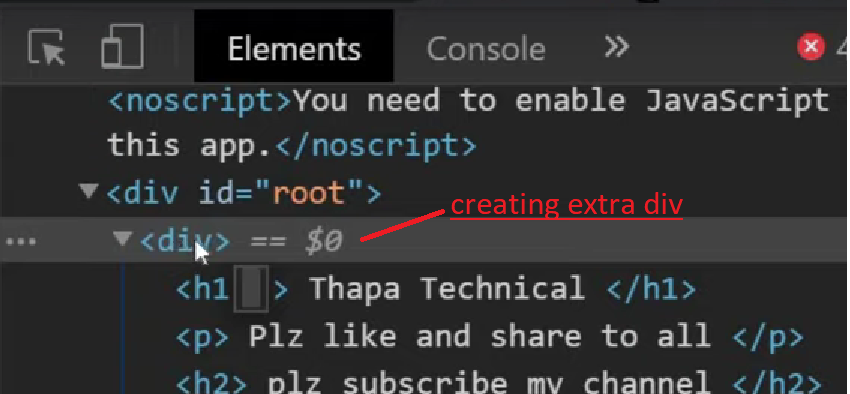 Elements Console »
<noscript>You need to enable JavaScript
this app.</noscript>
<div id="root">
creating extra div
<div> == $0
<h1 > Thapa Technical </h1>
<p> Plz like and share to all </p>
<h2> plz subscribe my channel </h2>